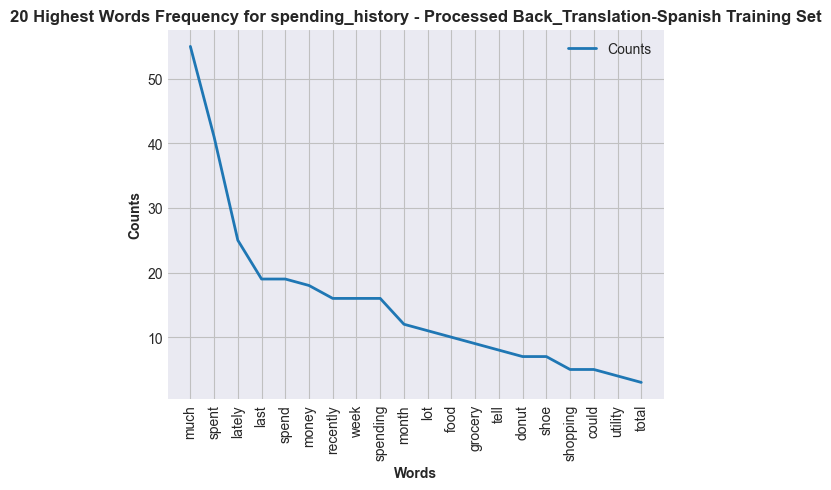 20 Highest Words Frequency for spending_history - Processed Back_Translation-Spanish Training Set
Counts
50
40
30
20
10
Counts
much
spent
lately
last
spend
money
recently
week
spending
month
lot
food
grocery
tell
donut
shoe
shopping
could
utility
total
Words